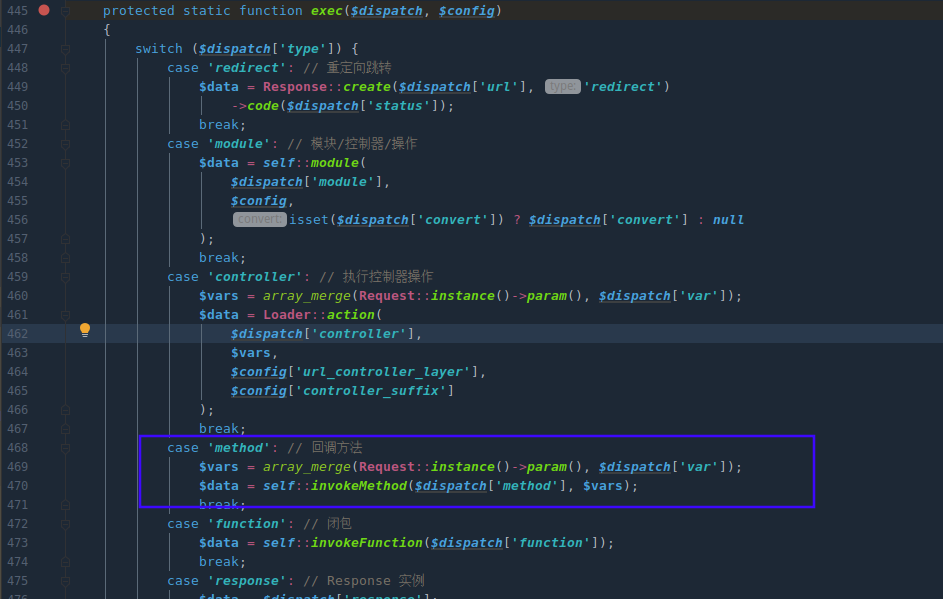 445 protected static function exec($dispatch, $config)
446 {
447 switch ($dispatch['type']) {
448 case 'redirect': // 重定向跳转
449 $data = Response::create($dispatch['url'], type: 'redirect')
450 ->code($dispatch['status']);
451 break;
452 case 'module': // 模块/控制器/操作
453 $data = self::module(
454 $dispatch['module'],
455 $config,
456 convert: isset($dispatch['convert']) ? $dispatch['convert'] : null
457 );
458 break;
459 case 'controller': // 执行控制器操作
460 $vars = array_merge(Request::instance()->param(), $dispatch['var']);
461 $data = Loader::action(
462 $dispatch['controller'],
463 $vars,
464 $config['url_controller_layer'],
465 $config['controller_suffix']
466 );
467 break;
468 case 'method': // 回调方法
469 $vars = array_merge(Request::instance()->param(), $dispatch['var']);
470 $data = self::invokeMethod($dispatch['method'], $vars);
471 break;
472 case 'function': // 闭包
473 $data = self::invokeFunction($dispatch['function']);
474 break;
475 case 'response': // Response 实例
476 $data = $dispatch['response'];